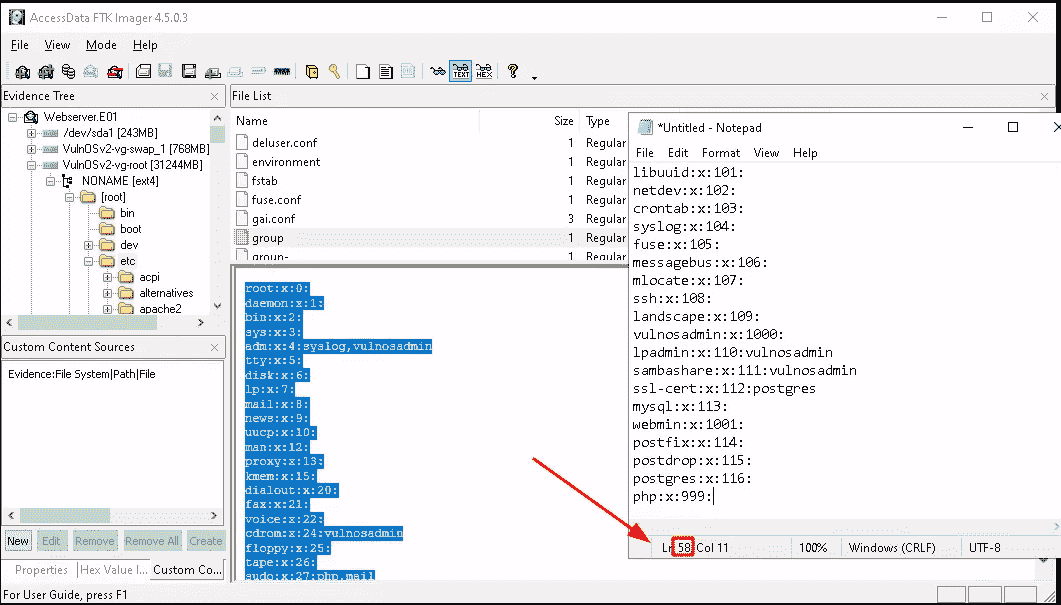 AccessData FTK Imager 4.5.0.3
File View Mode Help
TEXT HEX
Evidence Tree
Webserver.E01
/dev/sda1 [243MB]
VulnOSv2-vg-swap_1 [768MB]
VulnOSv2-vg-root [31244MB]
NONAME [ext4]
[root]
bin
boot
dev
etc
acpi
alternatives
apache2
Custom Content Sources
Evidence:File System|Path|File
New Edit Remove Remove All Create
Properties Hex Value I... Custom Co...
For User Guide, press F1
File List
Name Size Type
deluser.conf 1 Regular
environment 1 Regular
fstab 1 Regular
fuse.conf 1 Regular
gai.conf 3 Regular
group 1 Regular
group- 1 Regular
root:x:0:
daemon:x:1:
bin:x:2:
sys:x:3:
adm:x:4:syslog,vulnosadmin
tty:x:5:
disk:x:6:
lp:x:7:
mail:x:8:
news:x:9:
uucp:x:10:
man:x:12:
proxy:x:13:
kmem:x:15:
dialout:x:20:
fax:x:21:
voice:x:22:
cdrom:x:24:vulnosadmin
floppy:x:25:
tape:x:26:
sudo:x:27:php,mail
*Untitled - Notepad
File Edit Format View Help
libuuid:x:101:
netdev:x:102:
crontab:x:103:
syslog:x:104:
fuse:x:105:
messagebus:x:106:
mlocate:x:107:
ssh:x:108:
landscape:x:109:
vulnosadmin:x:1000:
lpadmin:x:110:vulnosadmin
sambashare:x:111:vulnosadmin
ssl-cert:x:112:postgres
mysql:x:113:
webmin:x:1001:
postfix:x:114:
postdrop:x:115:
postgres:x:116:
php:x:999:
Ln 58, Col 11 100% Windows (CRLF) UTF-8